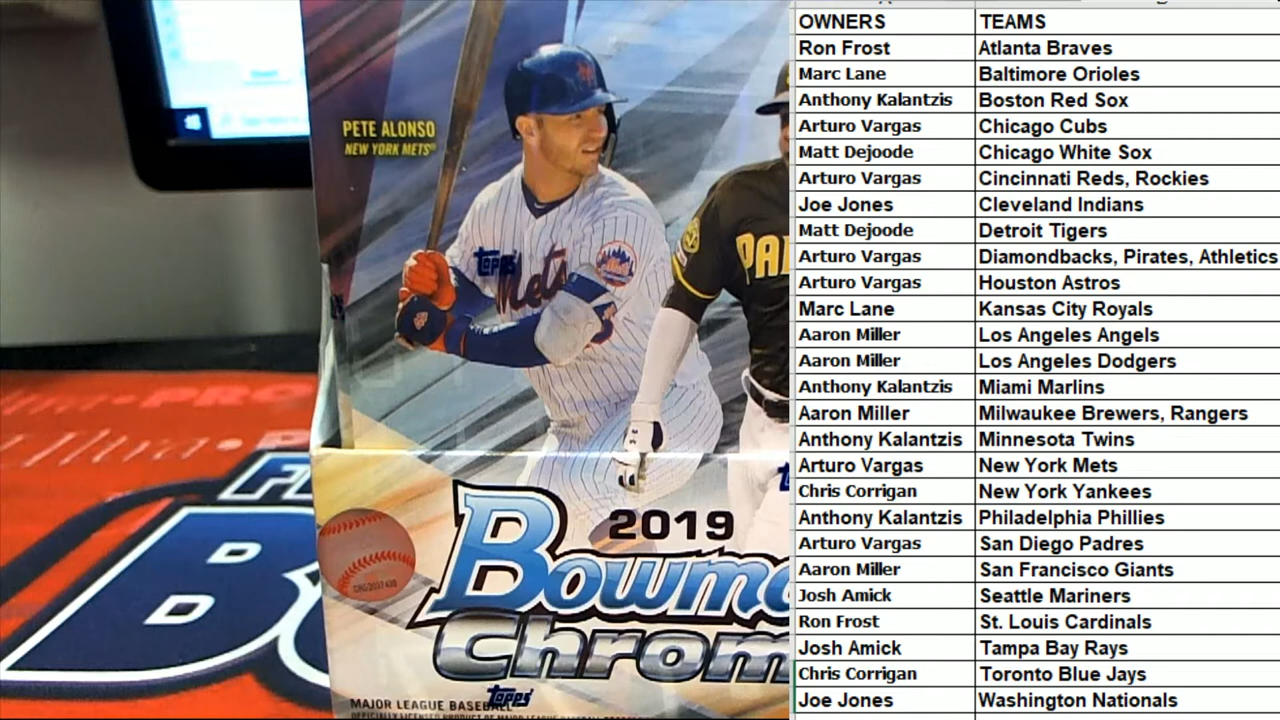 PETE ALONSO
NEW YORK METS®
topps
Mets
PA
2019
Bowma
Chrom
topps
MAJOR LEAGUE BASEBALL
OWNERS TEAMS
Ron Frost Atlanta Braves
Marc Lane Baltimore Orioles
Anthony Kalantzis Boston Red Sox
Arturo Vargas Chicago Cubs
Matt Dejoode Chicago White Sox
Arturo Vargas Cincinnati Reds, Rockies
Joe Jones Cleveland Indians
Matt Dejoode Detroit Tigers
Arturo Vargas Diamondbacks, Pirates, Athletics
Arturo Vargas Houston Astros
Marc Lane Kansas City Royals
Aaron Miller Los Angeles Angels
Aaron Miller Los Angeles Dodgers
Anthony Kalantzis Miami Marlins
Aaron Miller Milwaukee Brewers, Rangers
Anthony Kalantzis Minnesota Twins
Arturo Vargas New York Mets
Chris Corrigan New York Yankees
Anthony Kalantzis Philadelphia Phillies
Arturo Vargas San Diego Padres
Aaron Miller San Francisco Giants
Josh Amick Seattle Mariners
Ron Frost St. Louis Cardinals
Josh Amick Tampa Bay Rays
Chris Corrigan Toronto Blue Jays
Joe Jones Washington Nationals